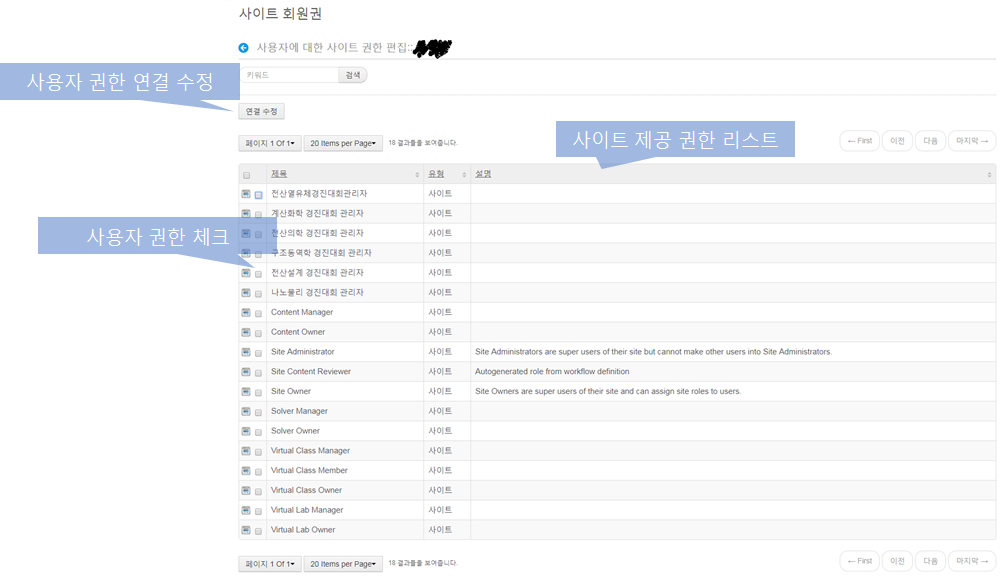 사이트 회원권
사용자에 대한 사이트 권한 편집::
키워드 검색
사용자 권한 연결 수정
연결 수정
사이트 제공 권한 리스트
페이지 1 Of 1 20 Items per Page 18 결과들을 보여줍니다. ← First 이전 다음 마지막 →
제목 유형 설명
전산열유체경진대회관리자 사이트
계산화학 경진대회 관리자 사이트
전산의학 경진대회 관리자 사이트
사용자 권한 체크
구조동역학 경진대회 관리자 사이트
전산설계 경진대회 관리자 사이트
나노물리 경진대회 관리자 사이트
Content Manager 사이트
Content Owner 사이트
Site Administrator 사이트 Site Administrators are super users of their site but cannot make other users into Site Administrators.
Site Content Reviewer 사이트 Autogenerated role from workflow definition
Site Owner 사이트 Site Owners are super users of their site and can assign site roles to users.
Solver Manager 사이트
Solver Owner 사이트
Virtual Class Manager 사이트
Virtual Class Member 사이트
Virtual Class Owner 사이트
Virtual Lab Manager 사이트
Virtual Lab Owner 사이트
페이지 1 Of 1 20 Items per Page 18 결과들을 보여줍니다. ← First 이전 다음 마지막 →